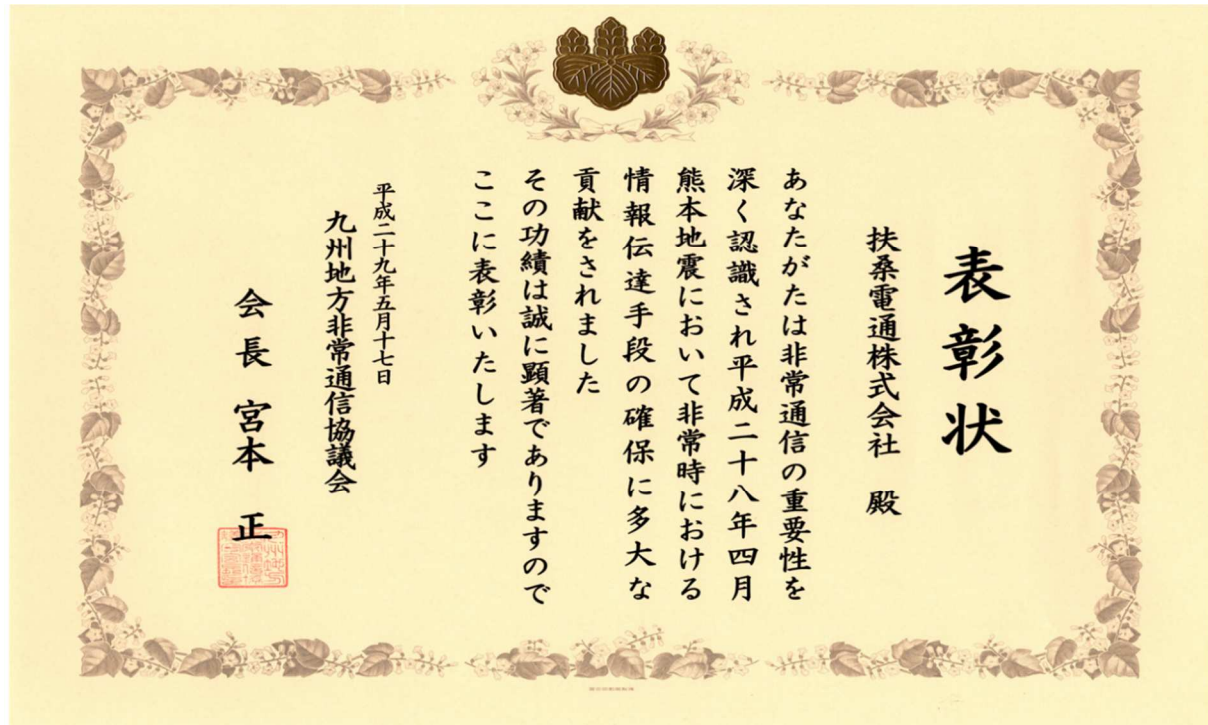 表彰状
扶桑電通株式会社 殿
あなたがたは非常通信の重要性を
深く認識され平成二十八年四月
熊本地震において非常時における
情報伝達手段の確保に多大な
貢献をされました
その功績は誠に顕著でありますので
ここに表彰いたします
平成二十九年五月十七日
九州地方非常通信協議会
会長 宮本 正